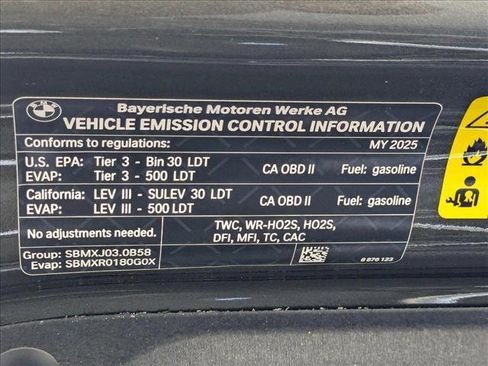 BMW
Bayerische Motoren Werke AG
VEHICLE EMISSION CONTROL INFORMATION
Conforms to regulations: MY 2025
U.S. EPA: Tier 3 - Bin 30 LDT CA OBD II Fuel: gasoline
EVAP: Tier 3 - 500 LDT
California: LEV III - SULEV 30 LDT CA OBD II Fuel: gasoline
EVAP: LEV III - 500 LDT
No adjustments needed. TWC, WR-HO2S, HO2S,
DFI, MFI, TC, CAC
Group: SBMXJ03.0B58
Evap: SBMXR0180G0X
8 876 123